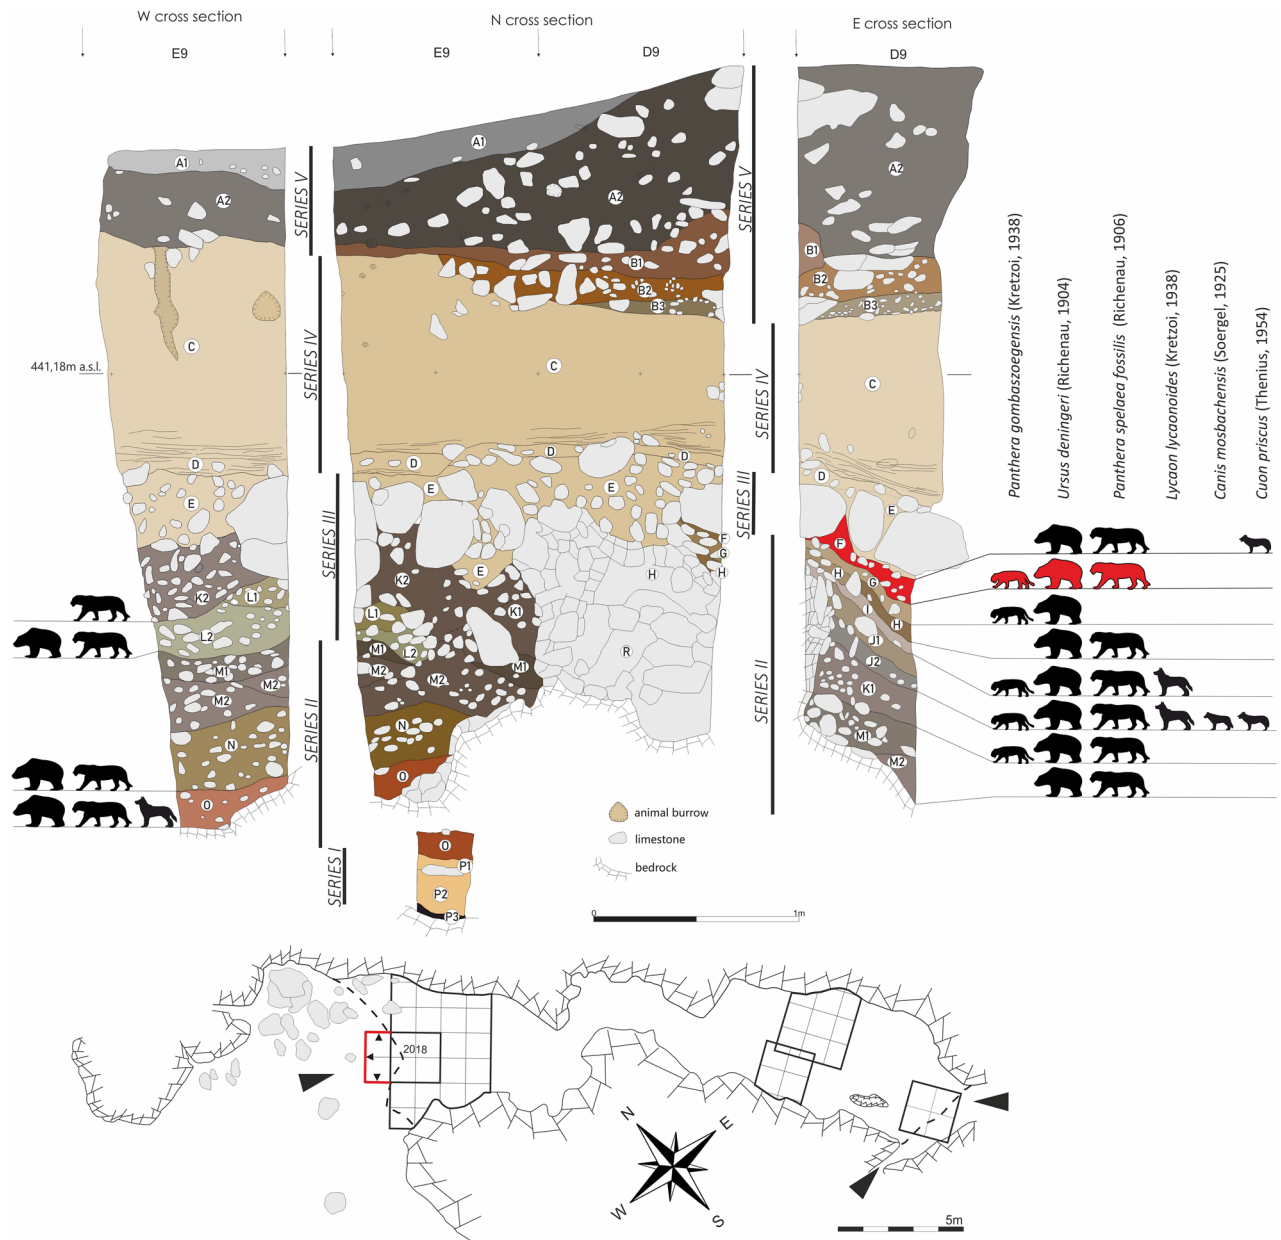 W cross section
N cross section
E cross section
E9
E9
D9
D9
A1
A2
C
D
E
K2
L1
L2
M1
M2
M2
N
O
441,18m a.s.l.
SERIES V
SERIES IV
SERIES III
SERIES II
SERIES I
A1
A2
B1
B2
B3
C
D
D
D
E
E
E
F
G
H
H
K2
K1
L1
L2
M1
M1
M2
M2
N
O
R
O
P1
P2
P3
SERIES V
SERIES IV
SERIES III
SERIES II
A2
B1
B2
B3
C
D
E
F
G
H
H
I
J1
J2
K1
M1
M2
Panthera gombaszoegensis (Kretzoi, 1938)
Ursus deningeri (Richenau, 1904)
Panthera spelaea fossilis (Richenau, 1906)
Lycaon lycaonoides (Kretzoi, 1938)
Canis mosbachensis (Soergel, 1925)
Cuon priscus (Thenius, 1954)
animal burrow
limestone
bedrock
0 1m
2018
N
E
W
S
5m